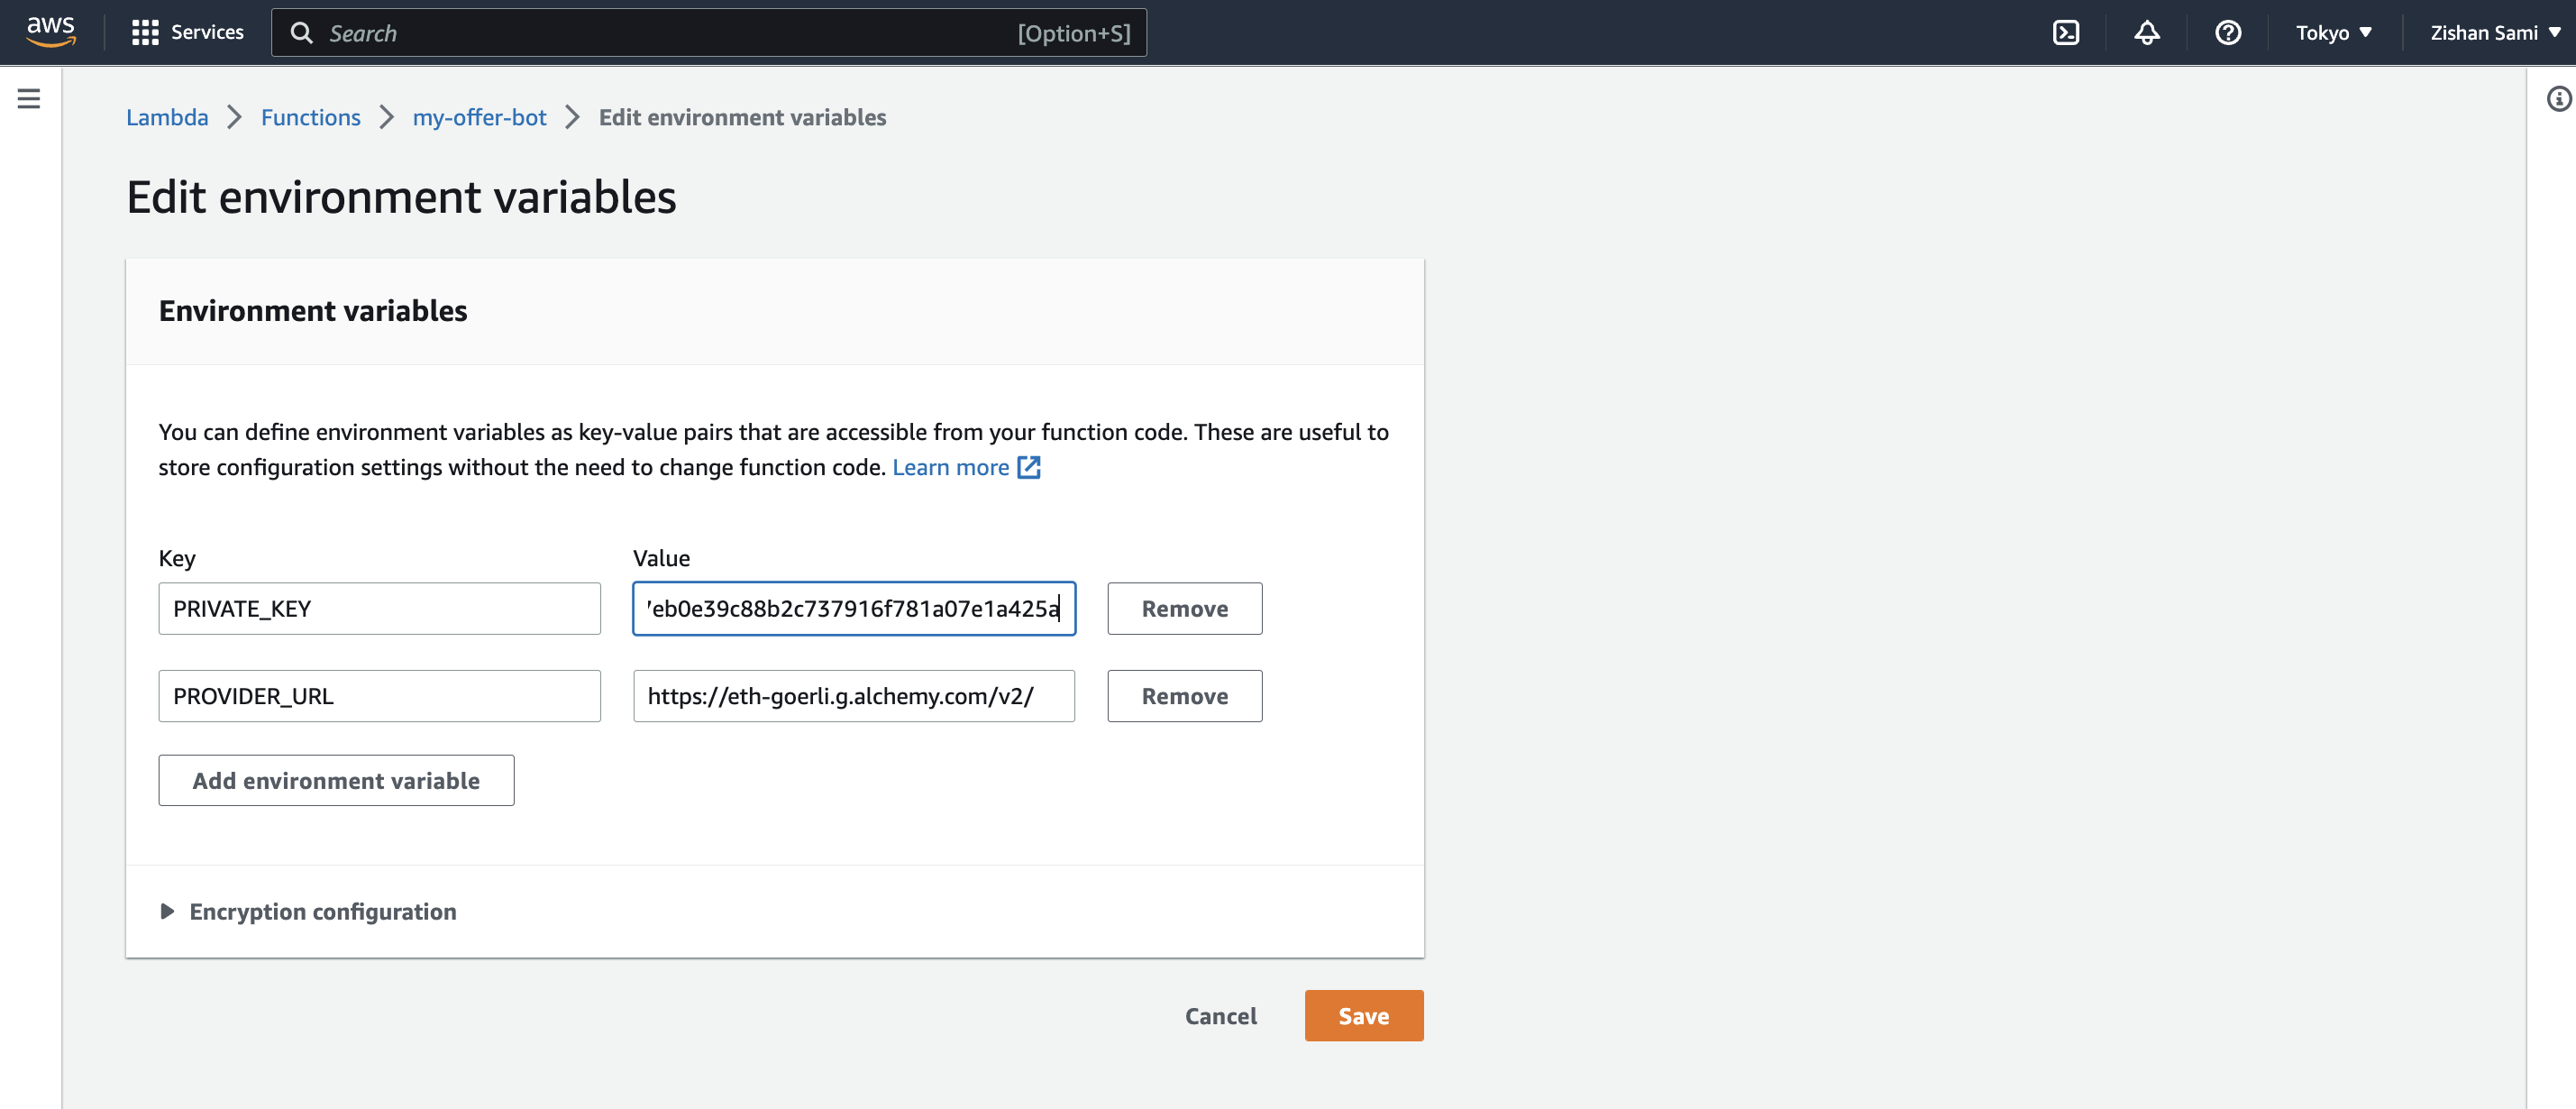 aws
Services
Search
[Option+S]
Tokyo
Zishan Sami
Lambda > Functions > my-offer-bot > Edit environment variables
Edit environment variables
Environment variables
You can define environment variables as key-value pairs that are accessible from your function code. These are useful to
store configuration settings without the need to change function code. Learn more
Key
Value
PRIVATE_KEY
eb0e39c88b2c737916f781a07e1a425a
Remove
PROVIDER_URL
https://eth-goerli.g.alchemy.com/v2/
Remove
Add environment variable
Encryption configuration
Cancel
Save